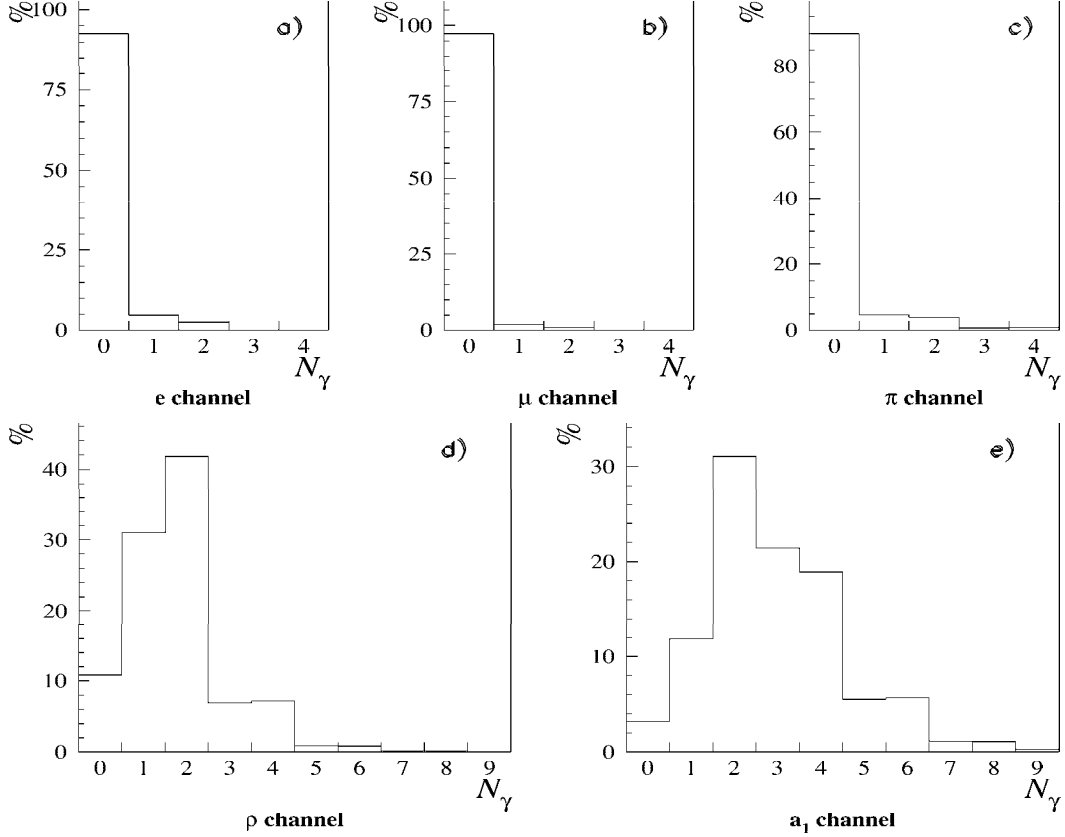 %
a)
100
75
50
25
0
0 1 2 3 4
Nγ
e channel
%
b)
100
75
50
25
0
0 1 2 3 4
Nγ
μ channel
%
c)
80
60
40
20
0
0 1 2 3 4
Nγ
π channel
%
d)
40
30
20
10
0
0 1 2 3 4 5 6 7 8 9
Nγ
ρ channel
%
e)
30
20
10
0
0 1 2 3 4 5 6 7 8 9
Nγ
a₁ channel